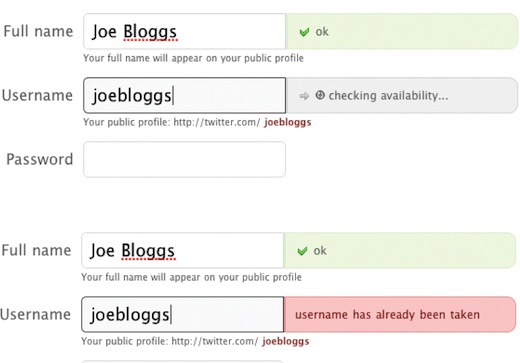 Full name Joe Bloggs ok
Your full name will appear on your public profile
Username joebloggs checking availability...
Your public profile: http://twitter.com/ joebloggs
Password
Full name Joe Bloggs ok
Your full name will appear on your public profile
Username joebloggs username has already been taken
Your public profile: http://twitter.com/ joebloggs